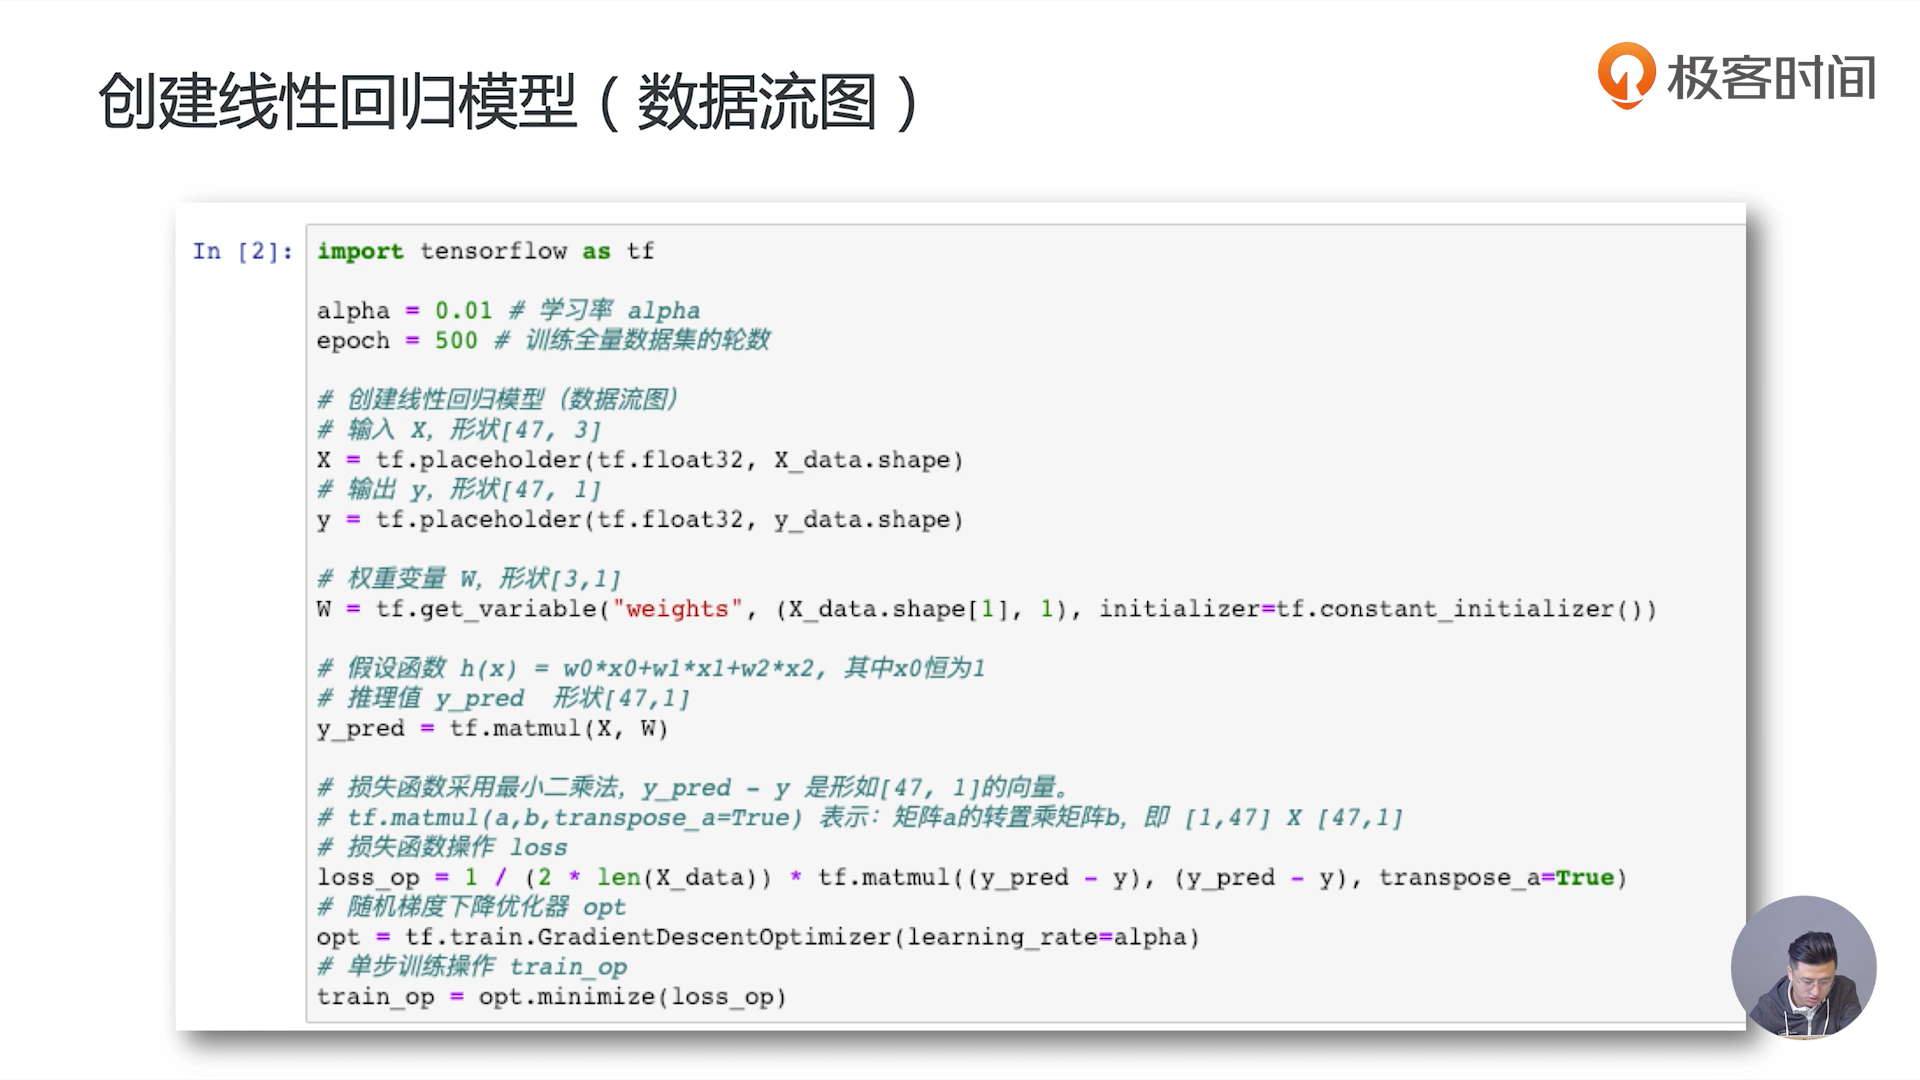 创建线性回归模型（数据流图）
极客时间
In [2]:
import tensorflow as tf
alpha = 0.01 # 学习率 alpha
epoch = 500 # 训练全量数据集的轮数
# 创建线性回归模型（数据流图）
# 输入 X，形状[47, 3]
X = tf.placeholder(tf.float32, X_data.shape)
# 输出 y，形状[47, 1]
y = tf.placeholder(tf.float32, y_data.shape)
# 权重变量 W，形状[3,1]
W = tf.get_variable("weights", (X_data.shape[1], 1), initializer=tf.constant_initializer())
# 假设函数 h(x) = w0*x0+w1*x1+w2*x2, 其中x0恒为1
# 推理值 y_pred  形状[47,1]
y_pred = tf.matmul(X, W)
# 损失函数采用最小二乘法，y_pred - y 是形如[47, 1]的向量。
# tf.matmul(a,b,transpose_a=True) 表示：矩阵a的转置乘矩阵b，即 [1,47] X [47,1]
# 损失函数操作 loss
loss_op = 1 / (2 * len(X_data)) * tf.matmul((y_pred - y), (y_pred - y), transpose_a=True)
# 随机梯度下降优化器 opt
opt = tf.train.GradientDescentOptimizer(learning_rate=alpha)
# 单步训练操作 train_op
train_op = opt.minimize(loss_op)